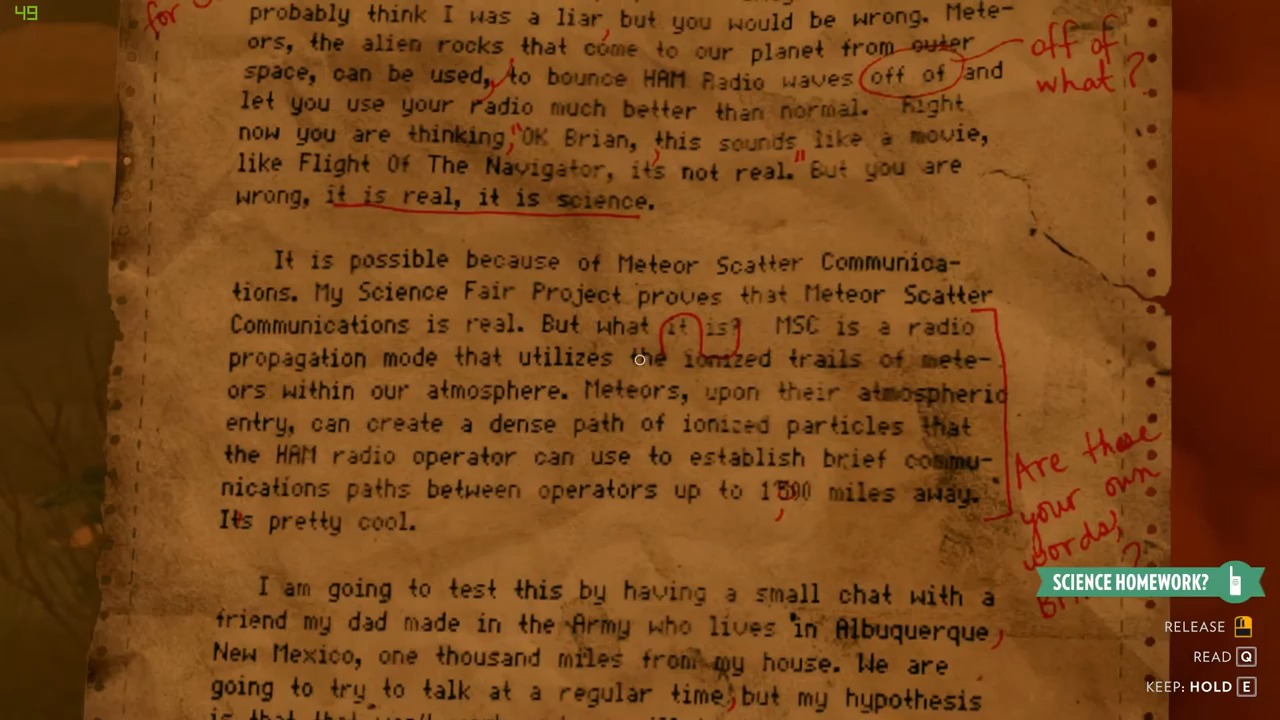 49
for
probably think I was a liar, but you would be wrong. Mete-
ors, the alien rocks that come to our planet from outer
off of
space, can be used, to bounce HAM Radio waves off of and
what?
let you use your radio much better than normal. Right
now you are thinking, "OK Brian, this sounds like a movie,
like Flight Of The Navigator, it's not real." But you are
wrong, it is real, it is science.
It is possible because of Meteor Scatter Communica-
tions. My Science Fair Project proves that Meteor Scatter
Communications is real. But what it is? MSC is a radio
propagation mode that utilizes the ionized trails of mete-
ors within our atmosphere. Meteors, upon their atmospheric
entry, can create a dense path of ionized particles that
the HAM radio operator can use to establish brief commu-
nications paths between operators up to 1,300 miles away.
It's pretty cool.
Are these
your own
words,
?
I am going to test this by having a small chat with a
friend my dad made in the Army who lives in Albuquerque,
New Mexico, one thousand miles from my house. We are
going to try to talk at a regular time, but my hypothesis
is that that
SCIENCE HOMEWORK?
RELEASE
READ Q
KEEP: HOLD E